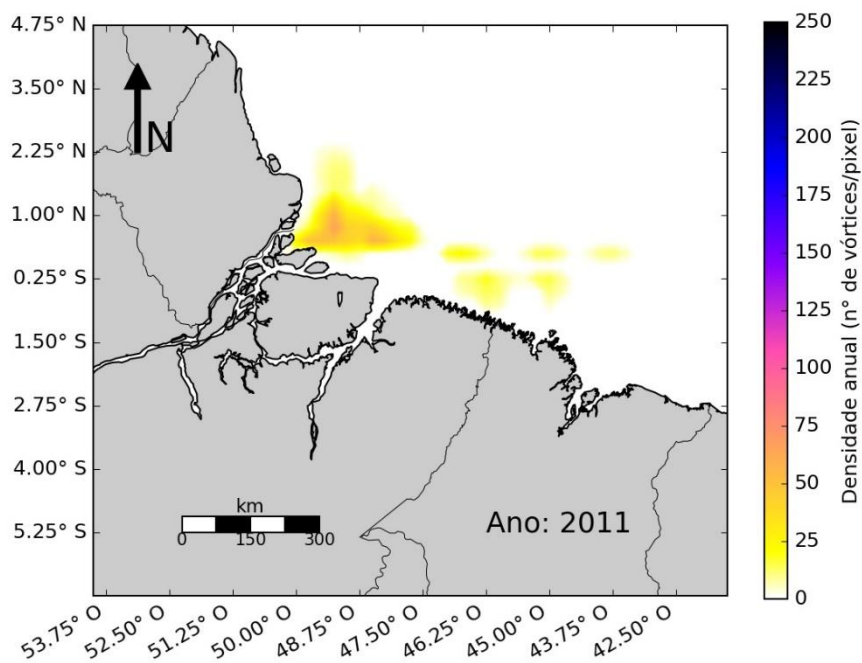 4.75° N
3.50° N
2.25° N
1.00° N
0.25° S
1.50° S
2.75° S
4.00° S
5.25° S
N
km
0 150 300
Ano: 2011
53.75° O
52.50° O
51.25° O
50.00° O
48.75° O
47.50° O
46.25° O
45.00° O
43.75° O
42.50° O
250
225
200
175
150
125
100
75
50
25
0
Densidade anual (n° de vórtices/pixel)